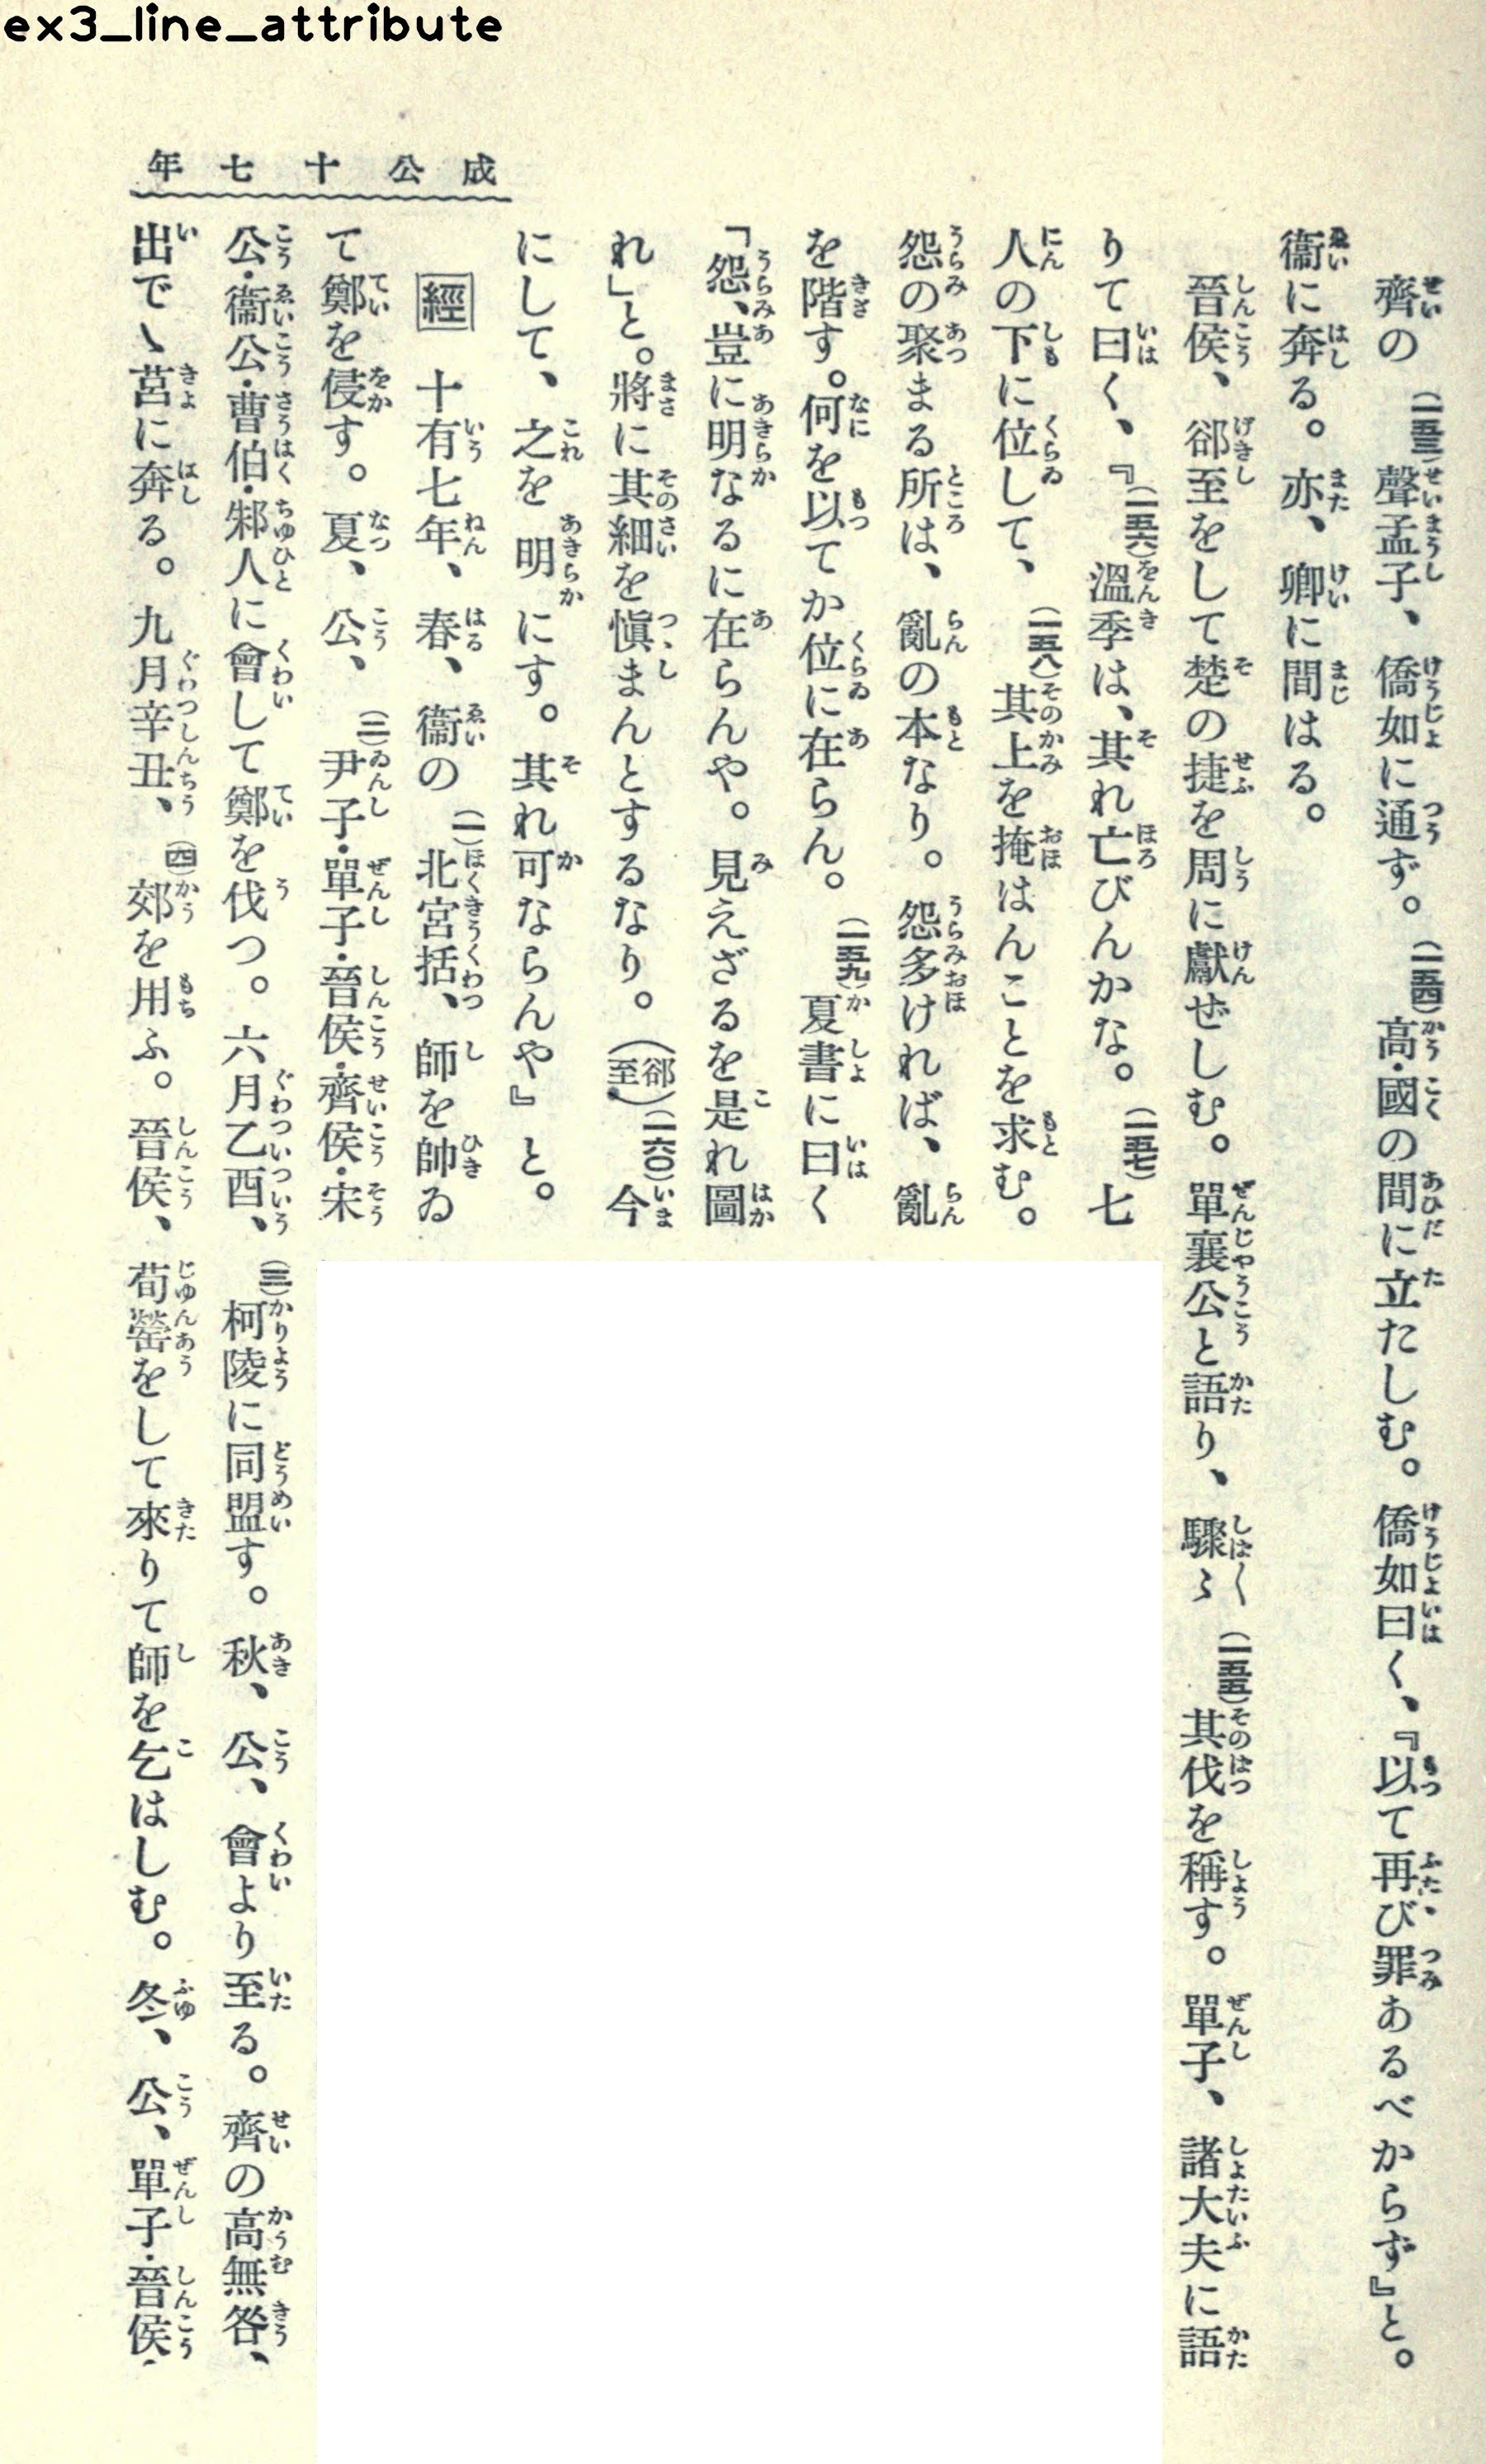 ex3_line_attribute
成公十七年
齊の（一五三）聲孟子、僑如に通ず。（一五四）高・國の間に立たしむ。僑如曰く、『以て再び罪あるべからず』と。
衞に奔る。亦、卿に間はる。
晉侯、郤至をして楚の捷を周に獻ぜしむ。單襄公と語り、驟〻（一五五）其伐を稱す。單子、諸大夫に語
りて曰く、『（一五六）溫季は、其れ亡びんかな。（一五七）七
人の下に位して、（一五八）其上を掩はんことを求む。
怨の聚まる所は、亂の本なり。怨多ければ、亂
を階す。何を以てか位に在らん。（一五九）夏書に曰く
「怨、豈に明なるに在らんや。見えざるを是れ圖
れ」と。將に其細を愼まんとするなり。（郤至）（一六〇）今
にして、之を明にす。其れ可ならんや』と。
經　十有七年、春、衞の（一）北宮括、師を帥ゐ
て鄭を侵す。夏、公、（二）尹子・單子・晉侯・齊侯・宋
公・衞公・曹伯・邾人に會して鄭を伐つ。六月乙酉、（三）柯陵に同盟す。秋、公、會より至る。齊の高無咎、
出でゝ莒に奔る。九月辛丑、（四）郊を用ふ。晉侯、荀罃をして來りて師を乞はしむ。冬、公、單子・晉侯・